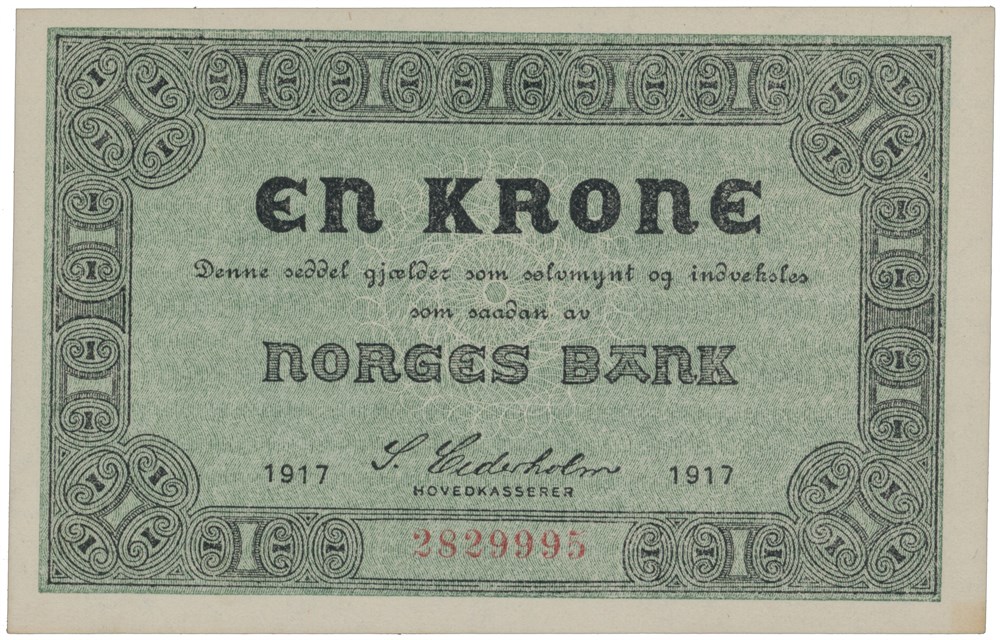 EN KRONE
Denne seddel gjælder som sølvmynt og indveksles
som saadan av
NORGES BANK
1917 S. Cederholm 1917
HOVEDKASSERER
2829995